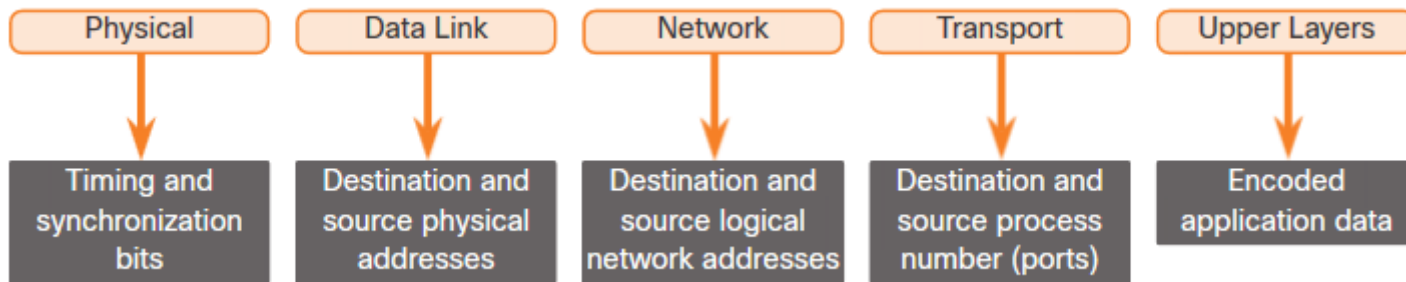 Physical
Data Link
Network
Transport
Upper Layers
Timing and
synchronization
bits
Destination and
source physical
addresses
Destination and
source logical
network addresses
Destination and
source process
number (ports)
Encoded
application data